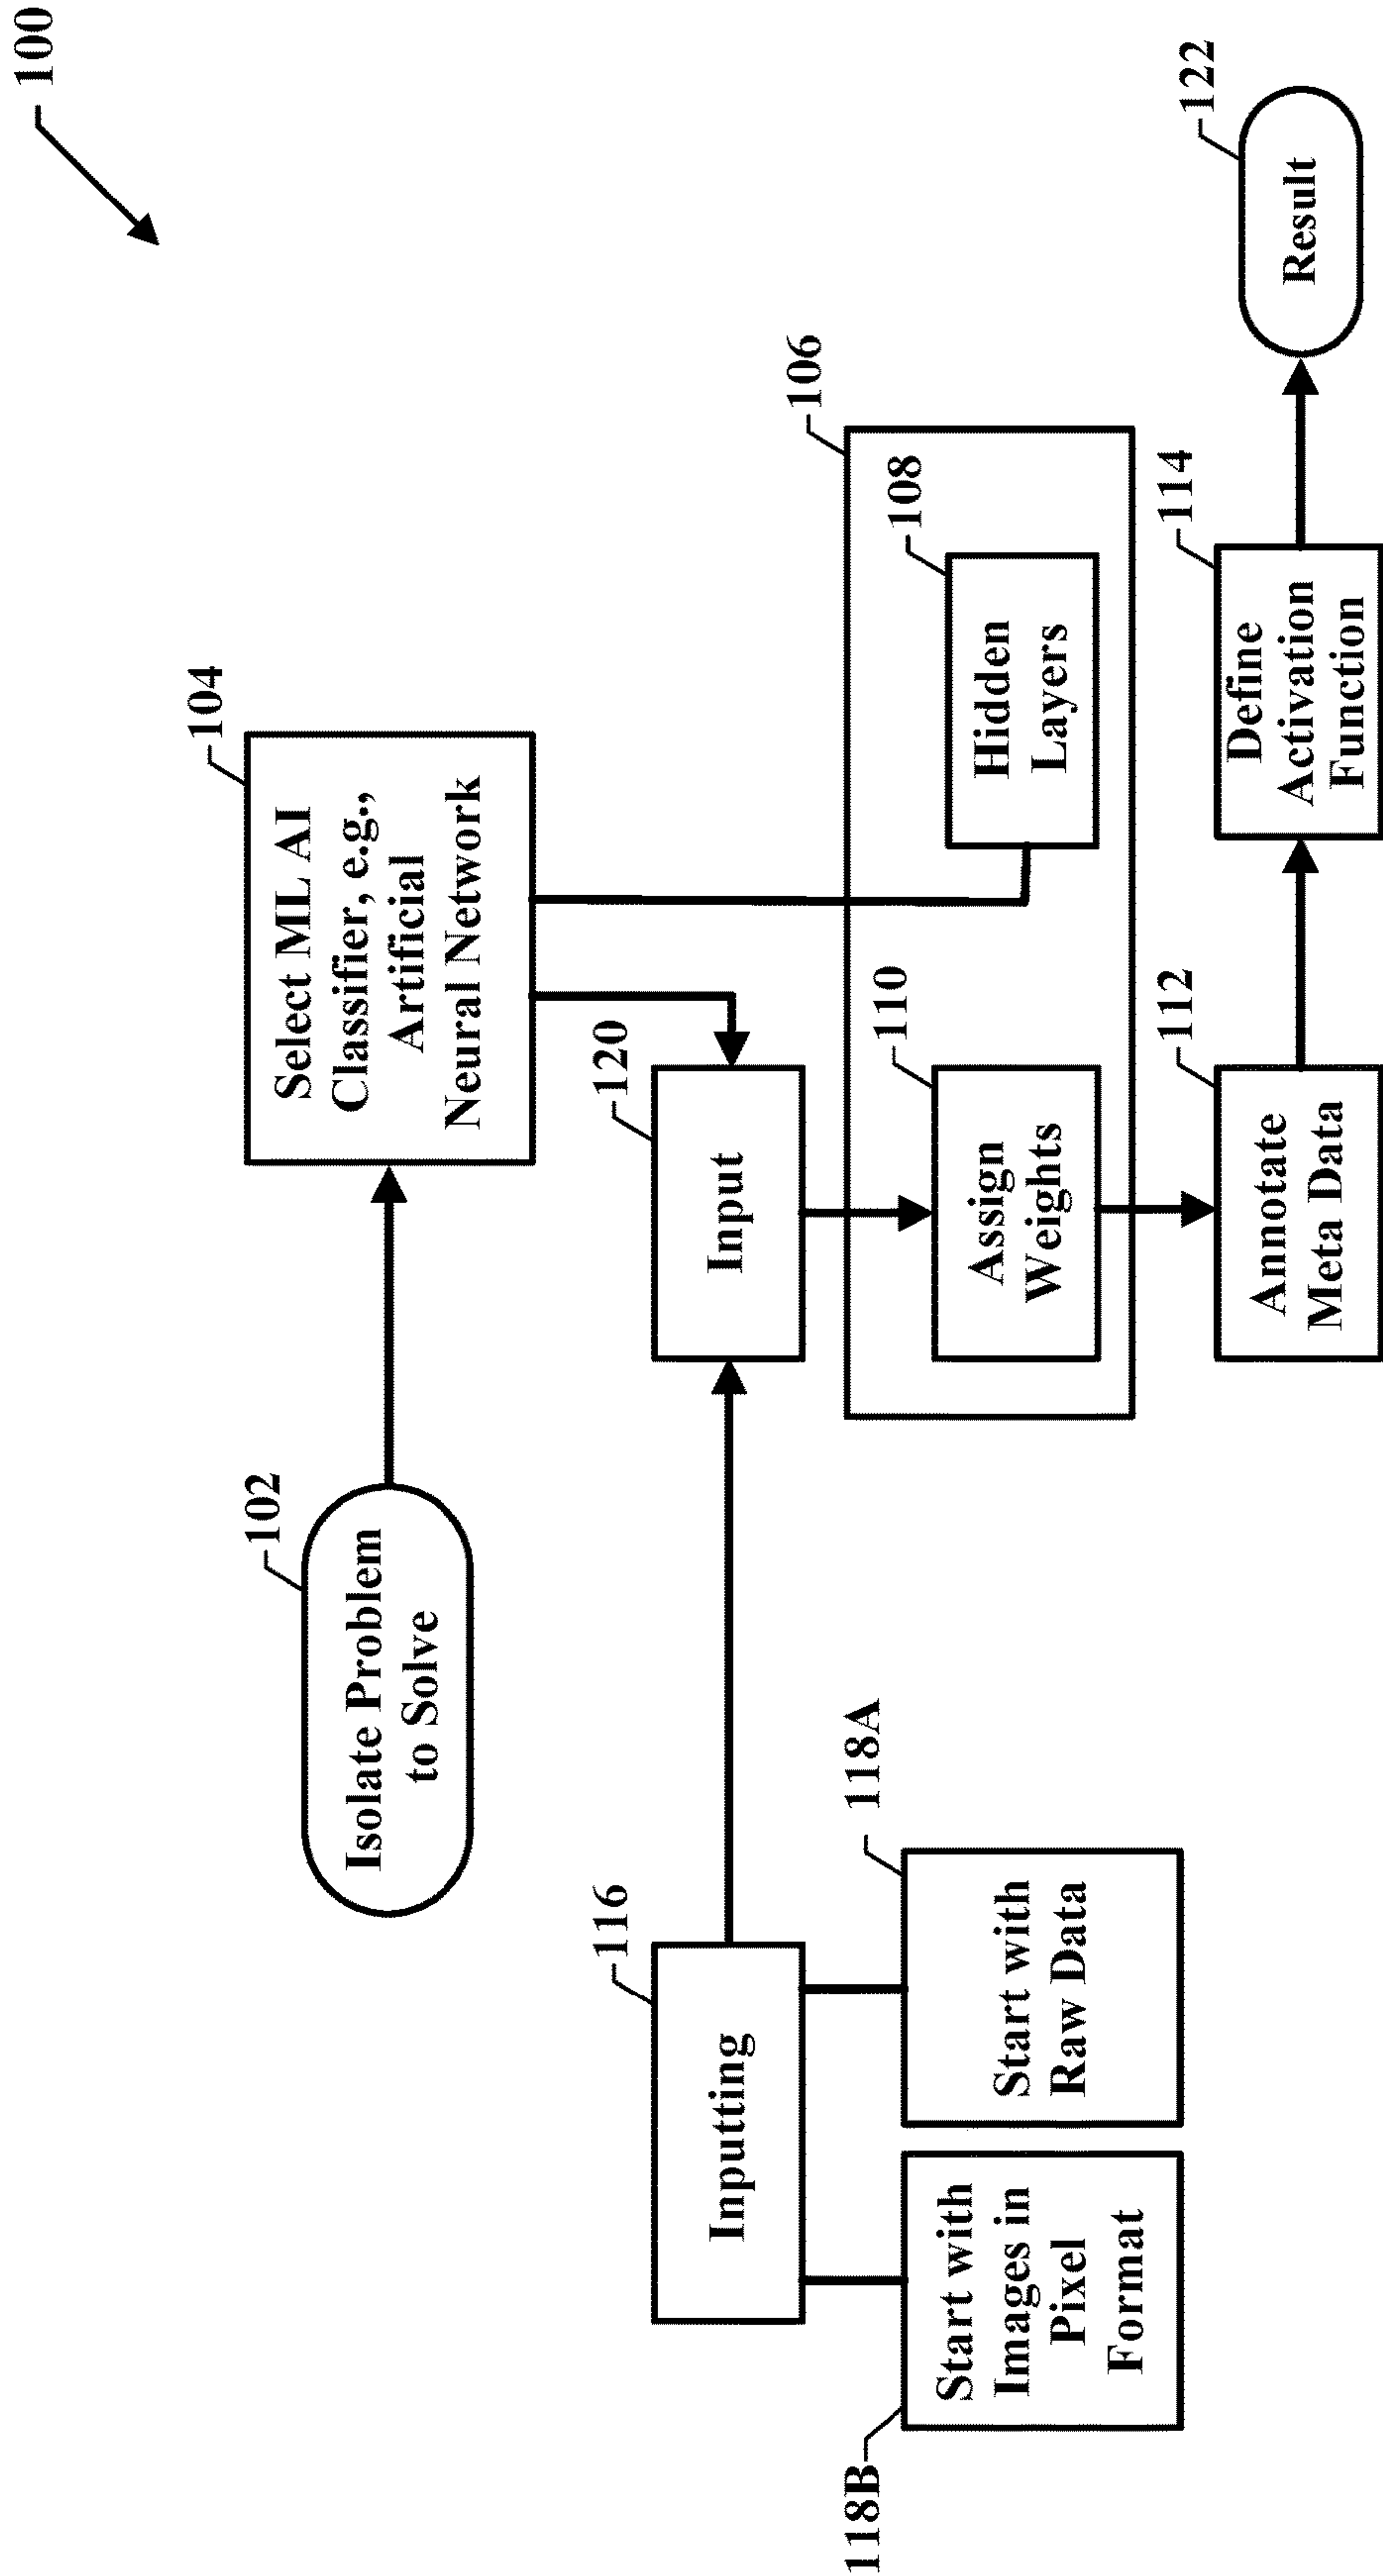 100
102
Isolate Problem
to Solve
104
Select ML AI
Classifier, e.g.,
Artificial
Neural Network
116
Inputting
120
Input
106
118B
Start with
Images in
Pixel
Format
118A
Start with
Raw Data
110
Assign
Weights
108
Hidden
Layers
112
Annotate
Meta Data
114
Define
Activation
Function
122
Result